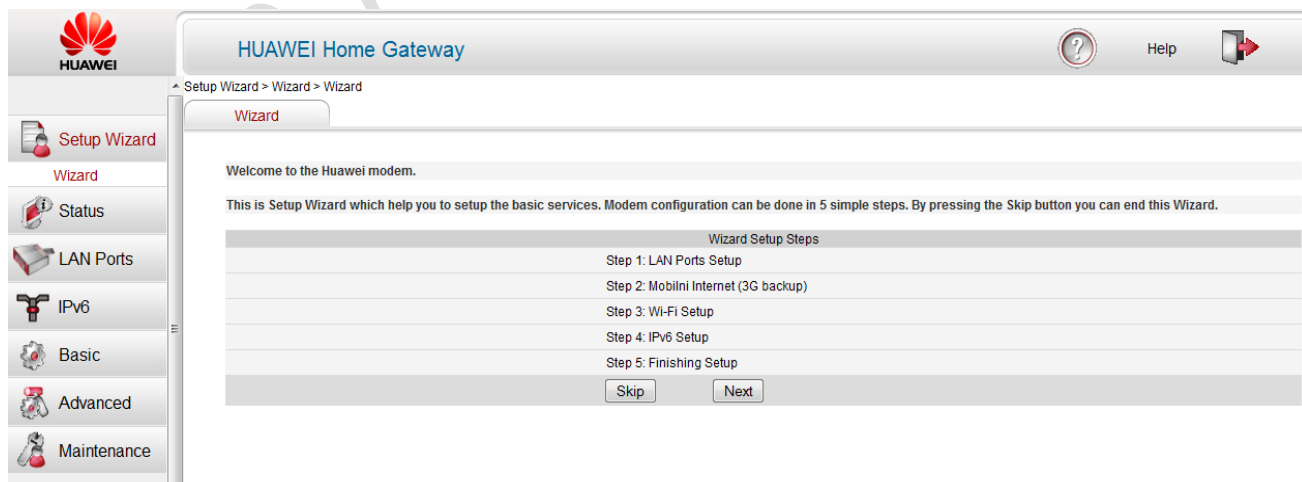 HUAWEI
HUAWEI Home Gateway
Help
Setup Wizard > Wizard > Wizard
Wizard
Setup Wizard
Wizard
Status
LAN Ports
IPv6
Basic
Advanced
Maintenance
Welcome to the Huawei modem.
This is Setup Wizard which help you to setup the basic services. Modem configuration can be done in 5 simple steps. By pressing the Skip button you can end this Wizard.
Wizard Setup Steps
Step 1: LAN Ports Setup
Step 2: Mobilni Internet (3G backup)
Step 3: Wi-Fi Setup
Step 4: IPv6 Setup
Step 5: Finishing Setup
Skip Next